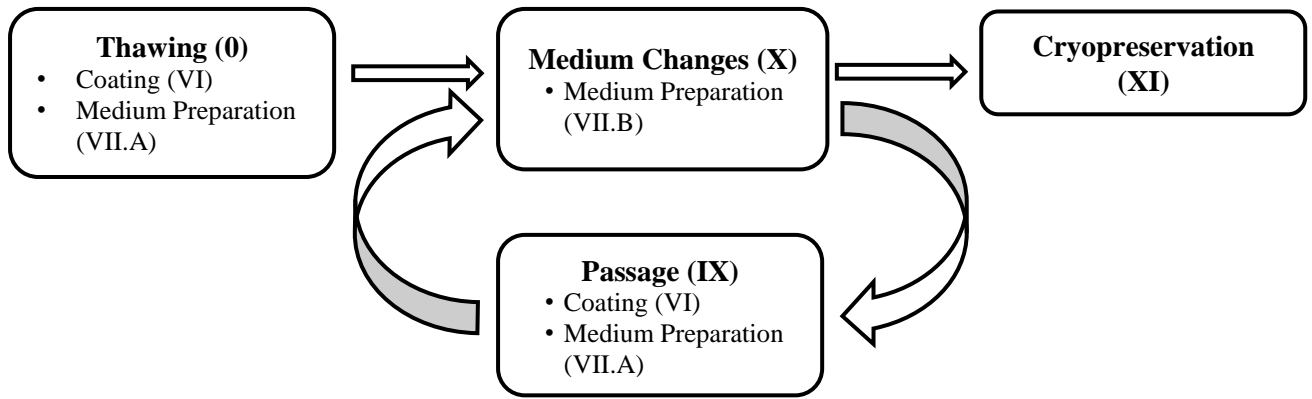 Thawing (0)
• Coating (VI)
• Medium Preparation
(VII.A)
Medium Changes (X)
• Medium Preparation
(VII.B)
Cryopreservation
(XI)
Passage (IX)
• Coating (VI)
• Medium Preparation
(VII.A)